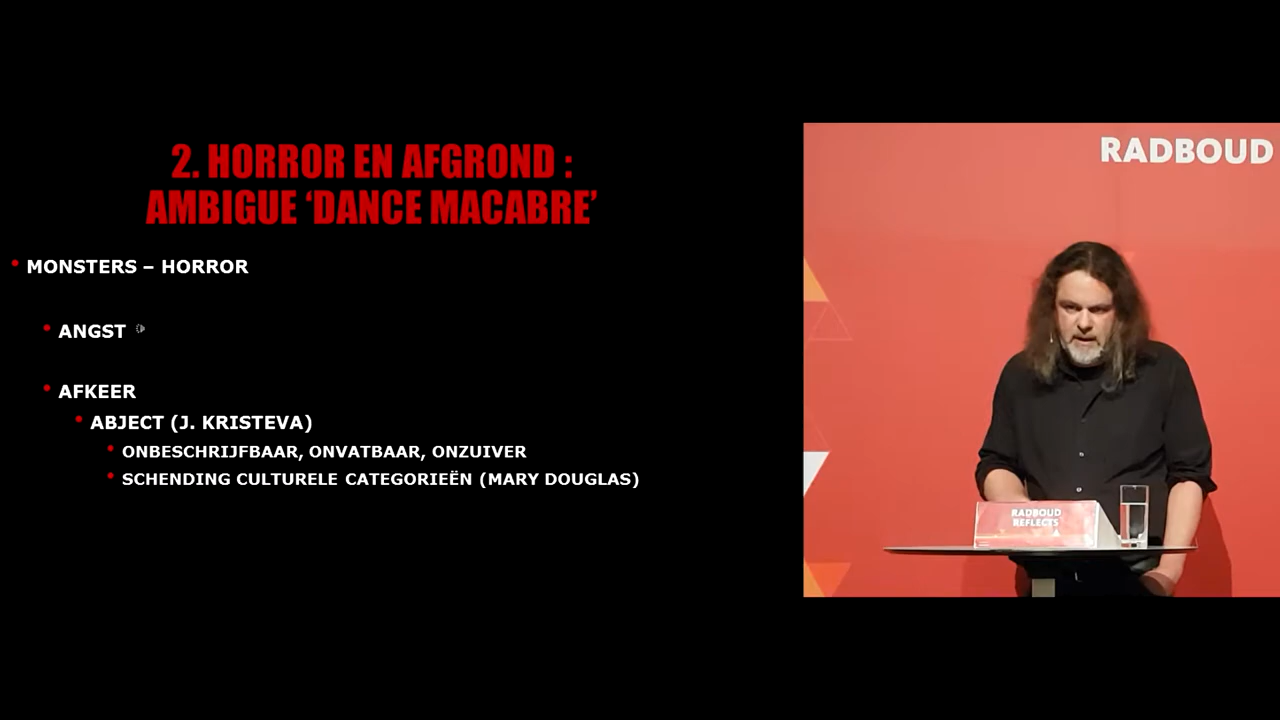 2. HORROR EN AFGROND :
AMBIGUE ‘DANCE MACABRE’
• MONSTERS – HORROR
• ANGST
• AFKEER
• ABJECT (J. KRISTEVA)
• ONBESCHRIJFBAAR, ONVATBAAR, ONZUIVER
• SCHENDING CULTURELE CATEGORIEËN (MARY DOUGLAS)
RADBOUD
RADBOUD
REFLECTS